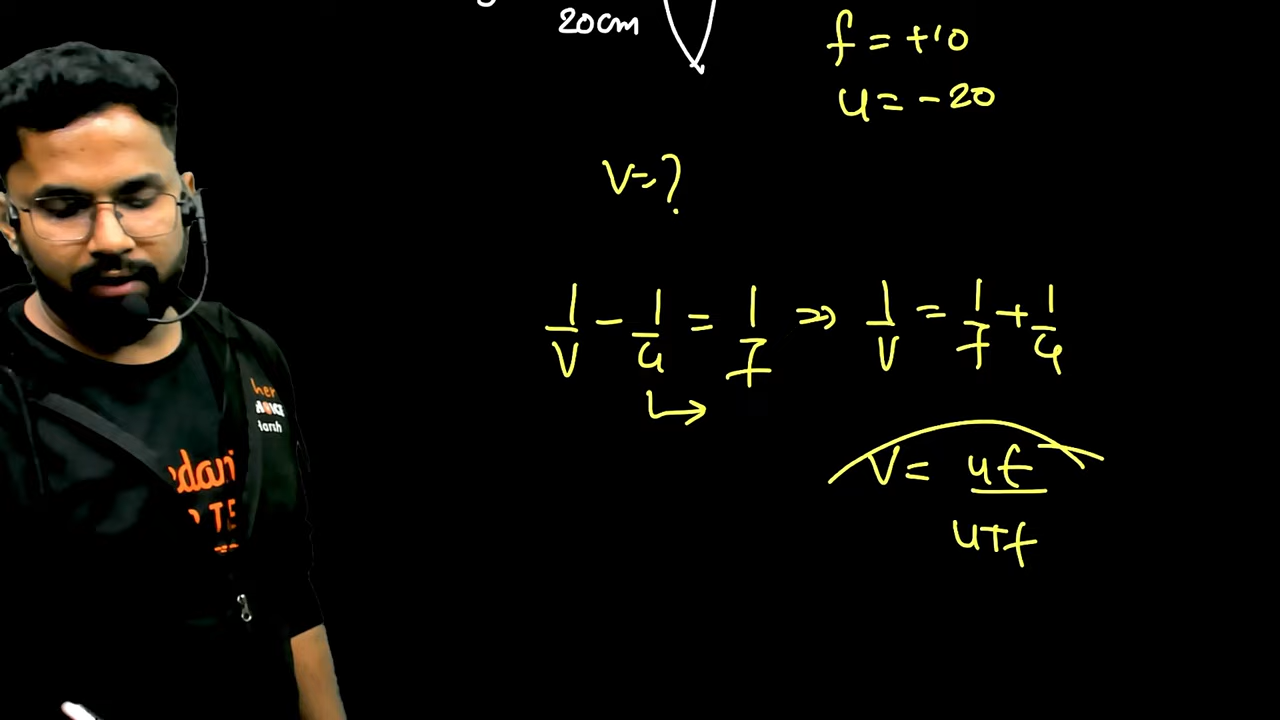 20cm
f = +10
u = -20
v = ?
1/v - 1/u = 1/f ⇒ 1/v = 1/f + 1/u
v = uf / u+f